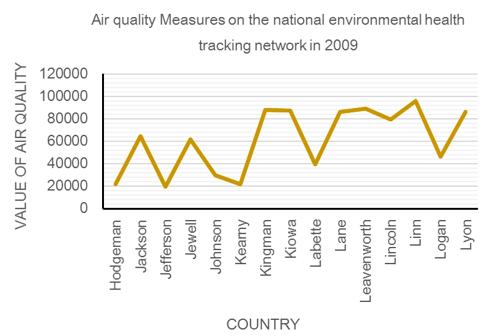 Air quality Measures on the national environmental health
tracking network in 2009
VALUE OF AIR QUALITY
120000
100000
80000
60000
40000
20000
0
Hodgeman
Jackson
Jefferson
Jewell
Johnson
Kearny
Kingman
Kiowa
Labette
Lane
Leavenworth
Lincoln
Linn
Logan
Lyon
COUNTRY